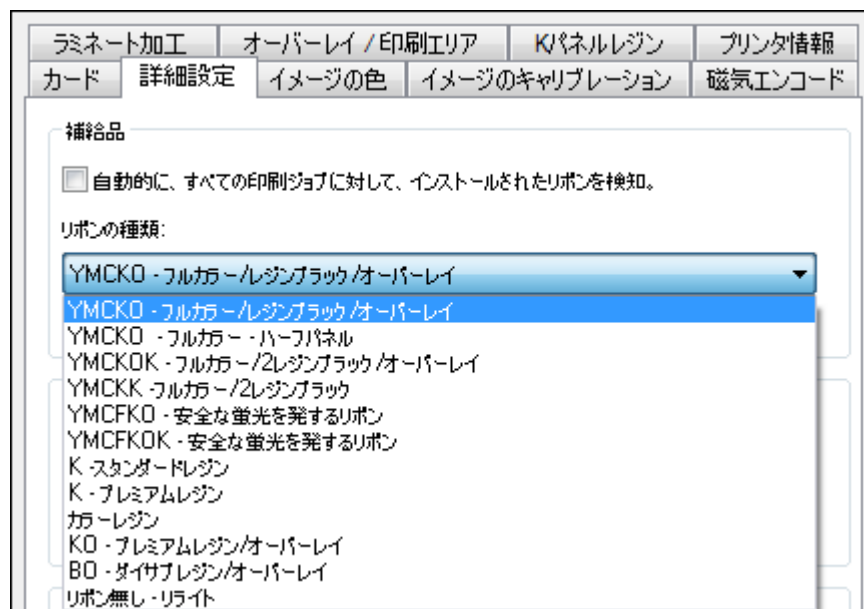 ラミネート加工 オーバーレイ / 印刷エリア Kパネルレジン プリンタ情報
カード 詳細設定 イメージの色 イメージのキャリブレーション 磁気エンコード
補給品
自動的に、すべての印刷ジョブに対して、インストールされたリボンを検知。
リボンの種類:
YMCKO - フルカラー/レジンブラック/オーバーレイ
YMCKO - フルカラー/レジンブラック/オーバーレイ
YMCKO - フルカラー - ハーフパネル
YMCKOK - フルカラー/2レジンブラック/オーバーレイ
YMCKK -フルカラー/2レジンブラック
YMCFKO - 安全な蛍光を発するリボン
YMCFKOK - 安全な蛍光を発するリボン
K -スタンダードレジン
K - プレミアムレジン
カラーレジン
KO - プレミアムレジン/オーバーレイ
BO - ダイサブレジン/オーバーレイ
リボン無し - リライト